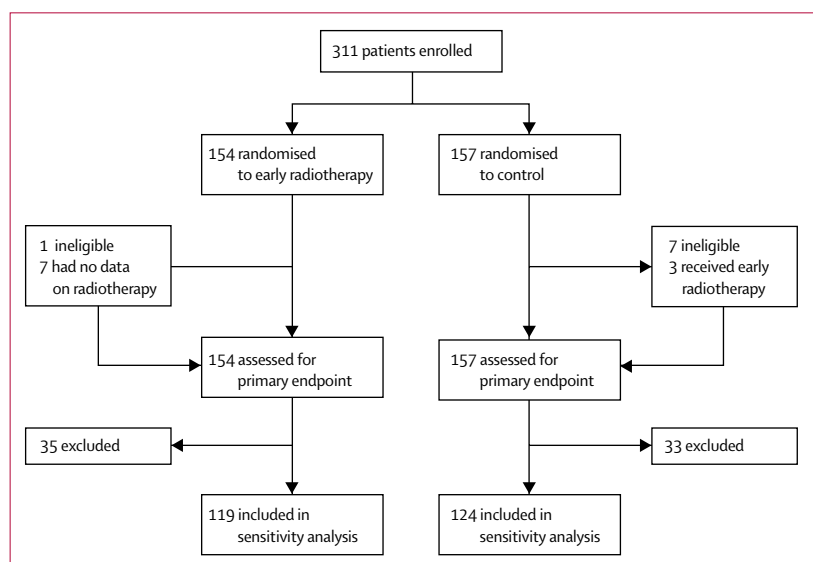 311 patients enrolled
154 randomised
to early radiotherapy
157 randomised
to control
1 ineligible
7 had no data
on radiotherapy
7 ineligible
3 received early
radiotherapy
154 assessed for
primary endpoint
157 assessed for
primary endpoint
35 excluded
33 excluded
119 included in
sensitivity analysis
124 included in
sensitivity analysis